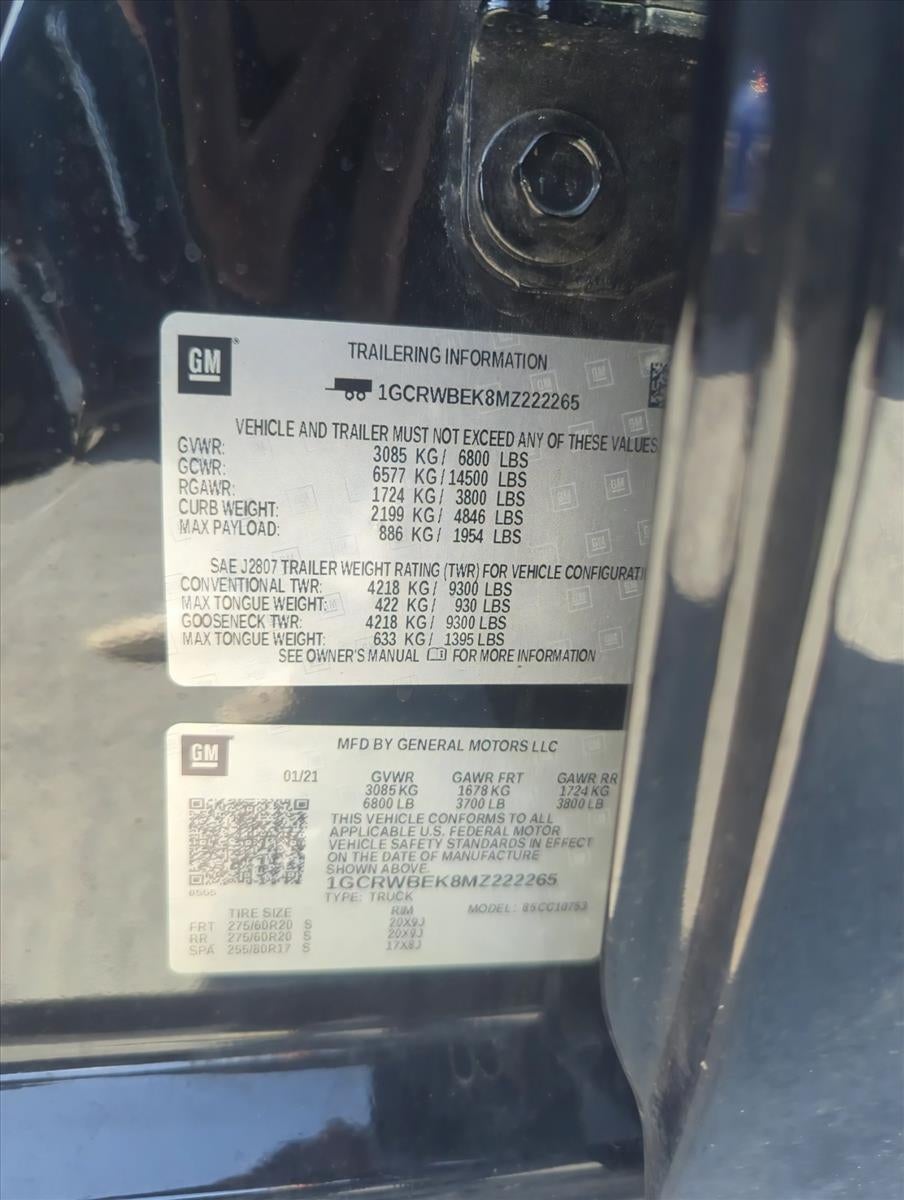 GM
TRAILERING INFORMATION
1GCRWBEK8MZ222265
VEHICLE AND TRAILER MUST NOT EXCEED ANY OF THESE VALUES
GVWR: 3085 KG/ 6800 LBS
GCWR: 6577 KG/14500 LBS
RGAWR: 1724 KG/ 3800 LBS
CURB WEIGHT: 2199 KG/ 4846 LBS
MAX PAYLOAD: 886 KG/ 1954 LBS
SAE J2807 TRAILER WEIGHT RATING (TWR) FOR VEHICLE CONFIGURATI
CONVENTIONAL TWR: 4218 KG/ 9300 LBS
MAX TONGUE WEIGHT: 422 KG/ 930 LBS
GOOSENECK TWR: 4218 KG/ 9300 LBS
MAX TONGUE WEIGHT: 633 KG/ 1395 LBS
SEE OWNER'S MANUAL FOR MORE INFORMATION
GM
MFD BY GENERAL MOTORS LLC
01/21 GVWR GAWR FRT GAWR RR
3085 KG 1678 KG 1724 KG
6800 LB 3700 LB 3800 LB
THIS VEHICLE CONFORMS TO ALL
APPLICABLE U.S. FEDERAL MOTOR
VEHICLE SAFETY STANDARDS IN EFFECT
ON THE DATE OF MANUFACTURE
SHOWN ABOVE.
1GCRWBEK8MZ222265
TYPE: TRUCK
MODEL:
TIRE SIZE RIM
FRT 275/60R20 S 20X9J
RR 275/60R20 S 20X9J
SPA 255/80R17 S 17X8J